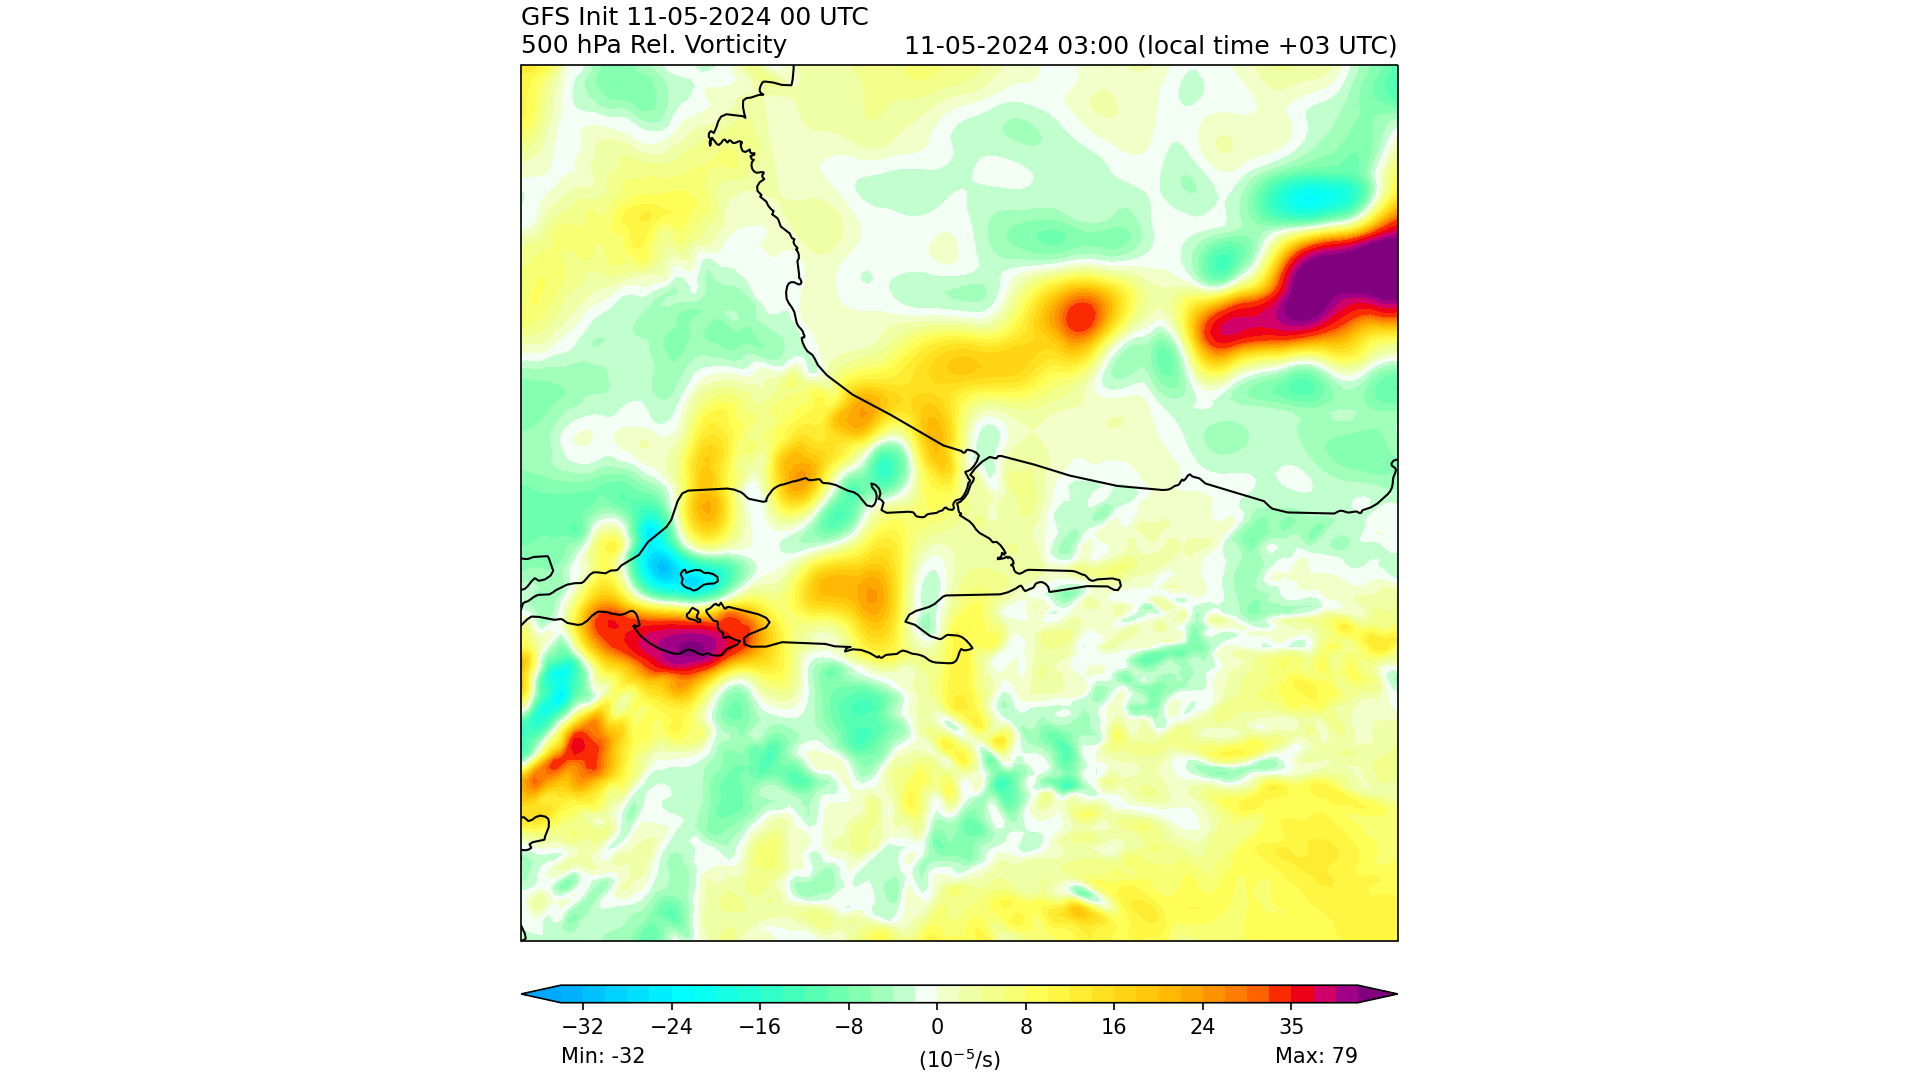 GFS Init 11-05-2024 00 UTC
500 hPa Rel. Vorticity
11-05-2024 03:00 (local time +03 UTC)
−32 −24 −16 −8 0 8 16 24 35
Min: -32
(10⁻⁵/s)
Max: 79